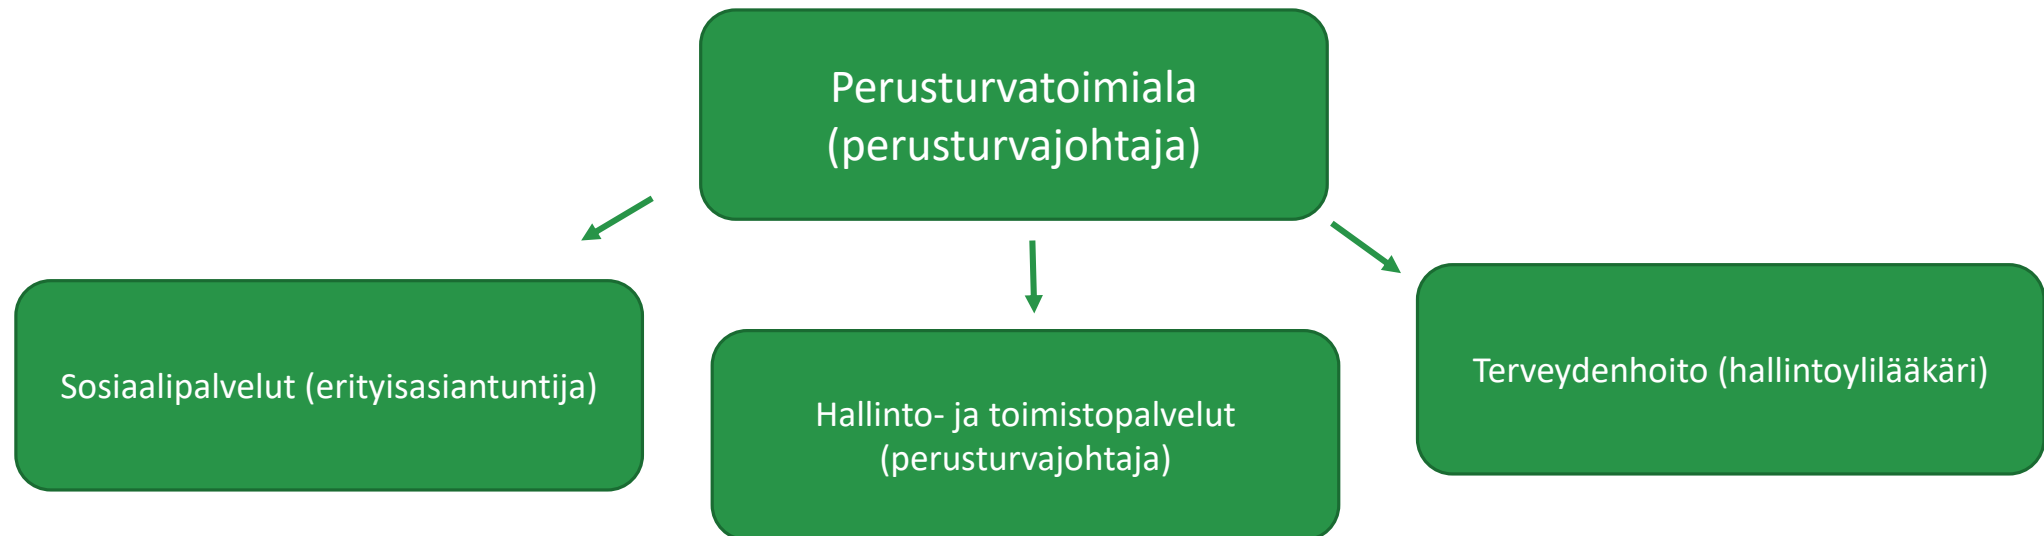 Perusturvatoimiala
(perusturvajohtaja)
Sosiaalipalvelut (erityisasiantuntija)
Hallinto- ja toimistopalvelut
(perusturvajohtaja)
Terveydenhoito (hallintoylilääkäri)